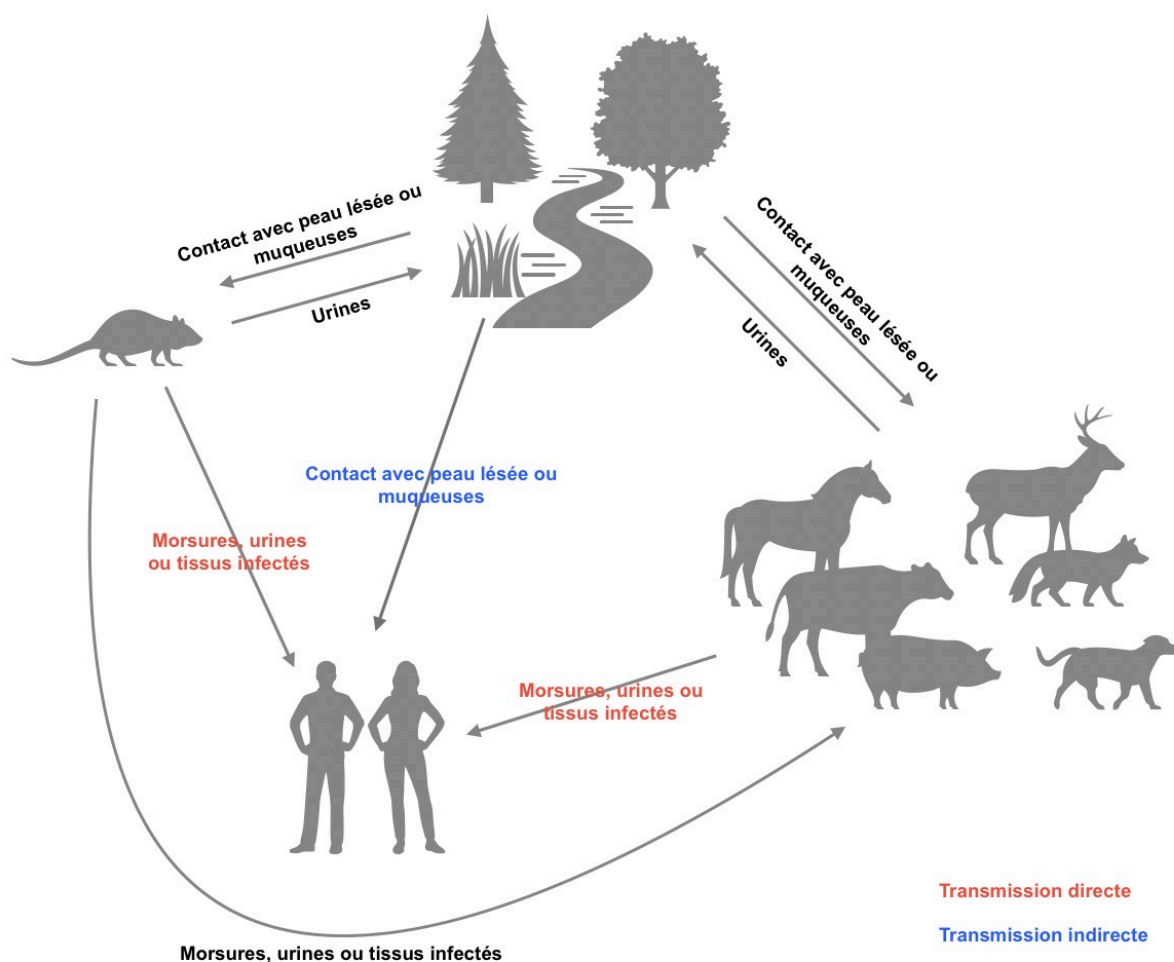 Contact avec peau lésée ou
muqueuses
Urines
Contact avec peau lésée ou
muqueuses
Urines
Contact avec peau lésée ou
muqueuses
Morsures, urines
ou tissus infectés
Morsures, urines ou
tissus infectés
Transmission directe
Transmission indirecte
Morsures, urines ou tissus infectés